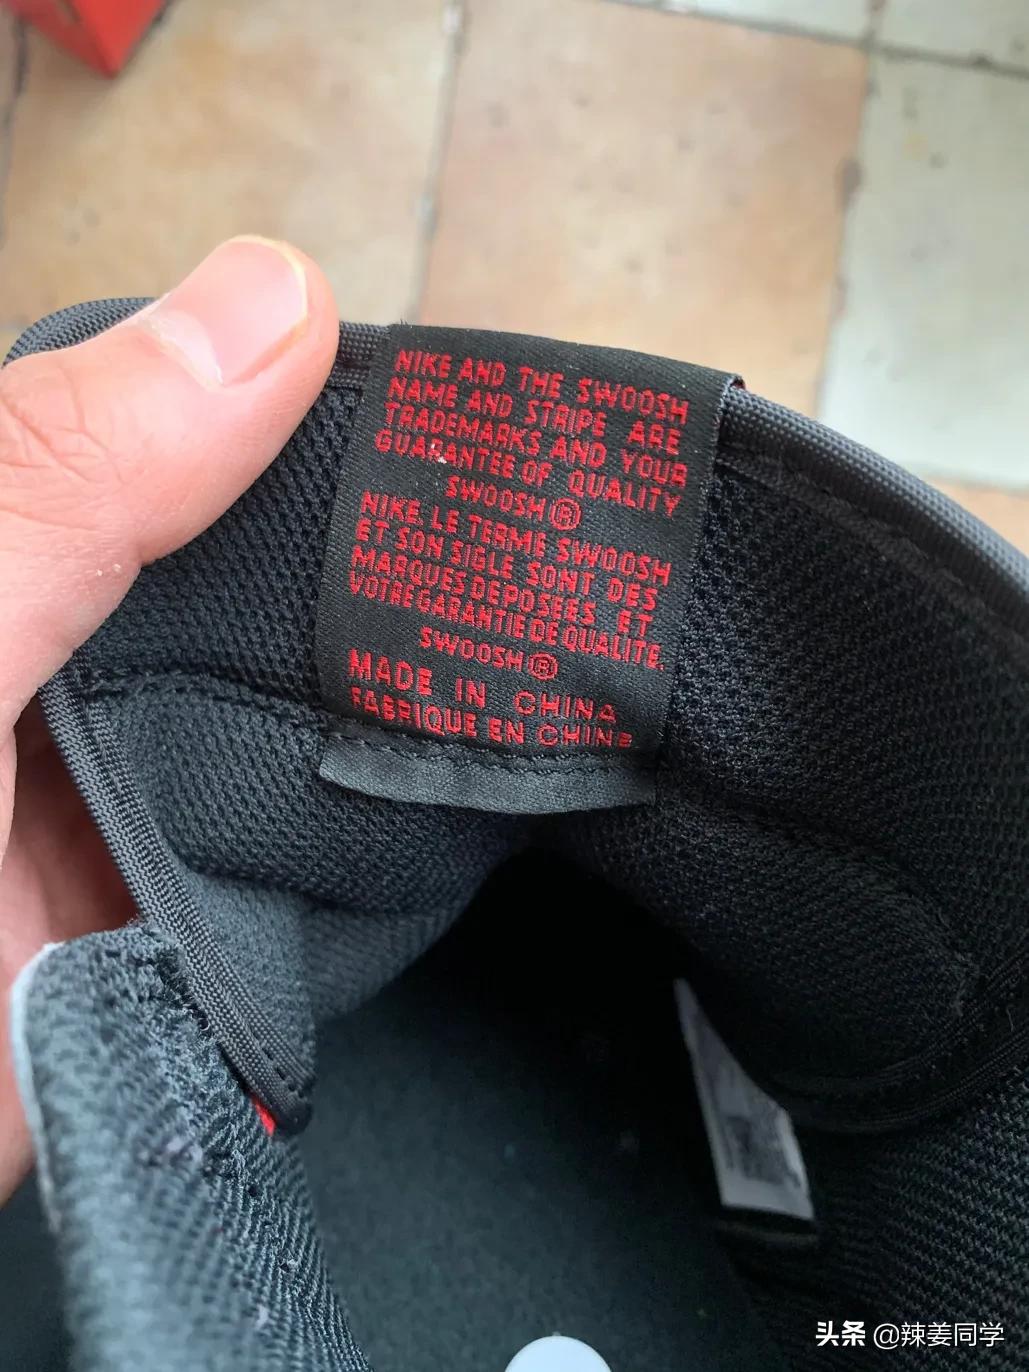 NIKE AND THE SWOOSH
NAME AND STRIPE ARE
TRADEMARKS AND YOUR
GUARANTEE OF QUALITY
SWOOSH®
NIKE, LE TERME SWOOSH
ET SON SIGLE SONT DES
MARQUES DEPOSÉES ET
VOTRE GARANTIE DE QUALITE.
SWOOSH®
MADE IN CHINA
FABRIQUE EN CHINE
头条 @辣姜同学